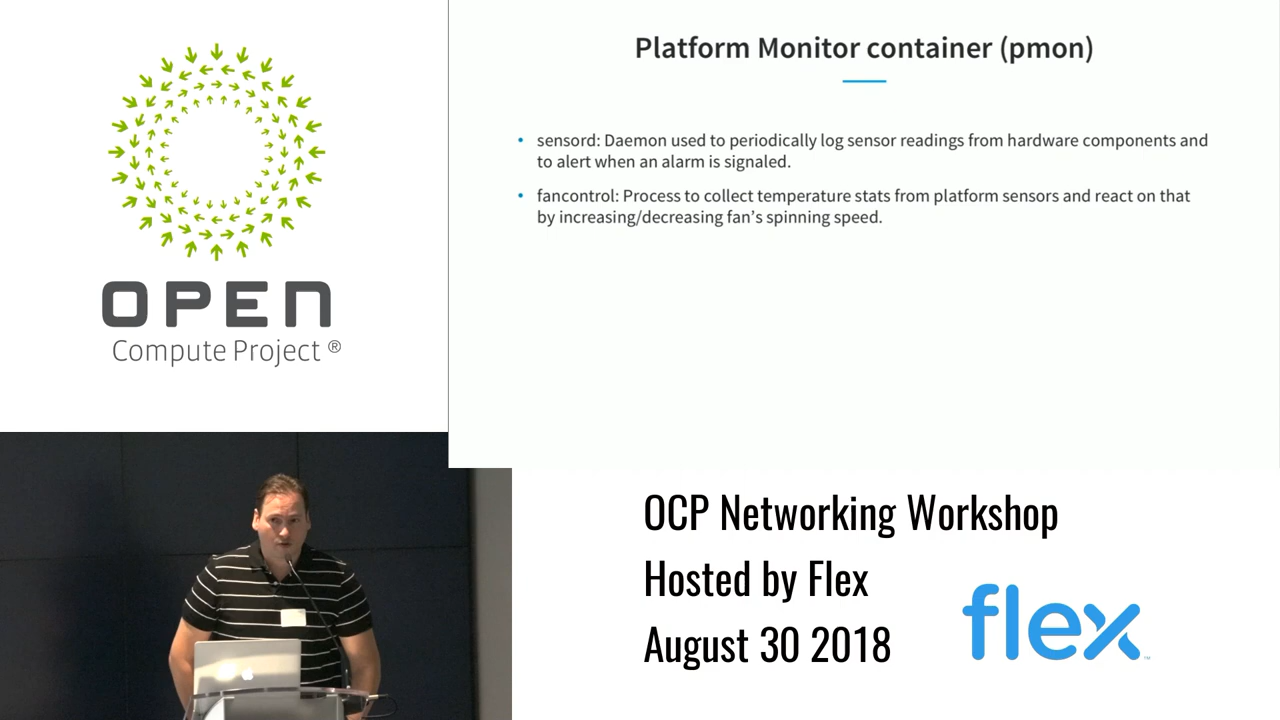 OPEN
Compute Project ®
Platform Monitor container (pmon)
• sensord: Daemon used to periodically log sensor readings from hardware components and
to alert when an alarm is signaled.
• fancontrol: Process to collect temperature stats from platform sensors and react on that
by increasing/decreasing fan’s spinning speed.
OCP Networking Workshop
Hosted by Flex
August 30 2018
flex